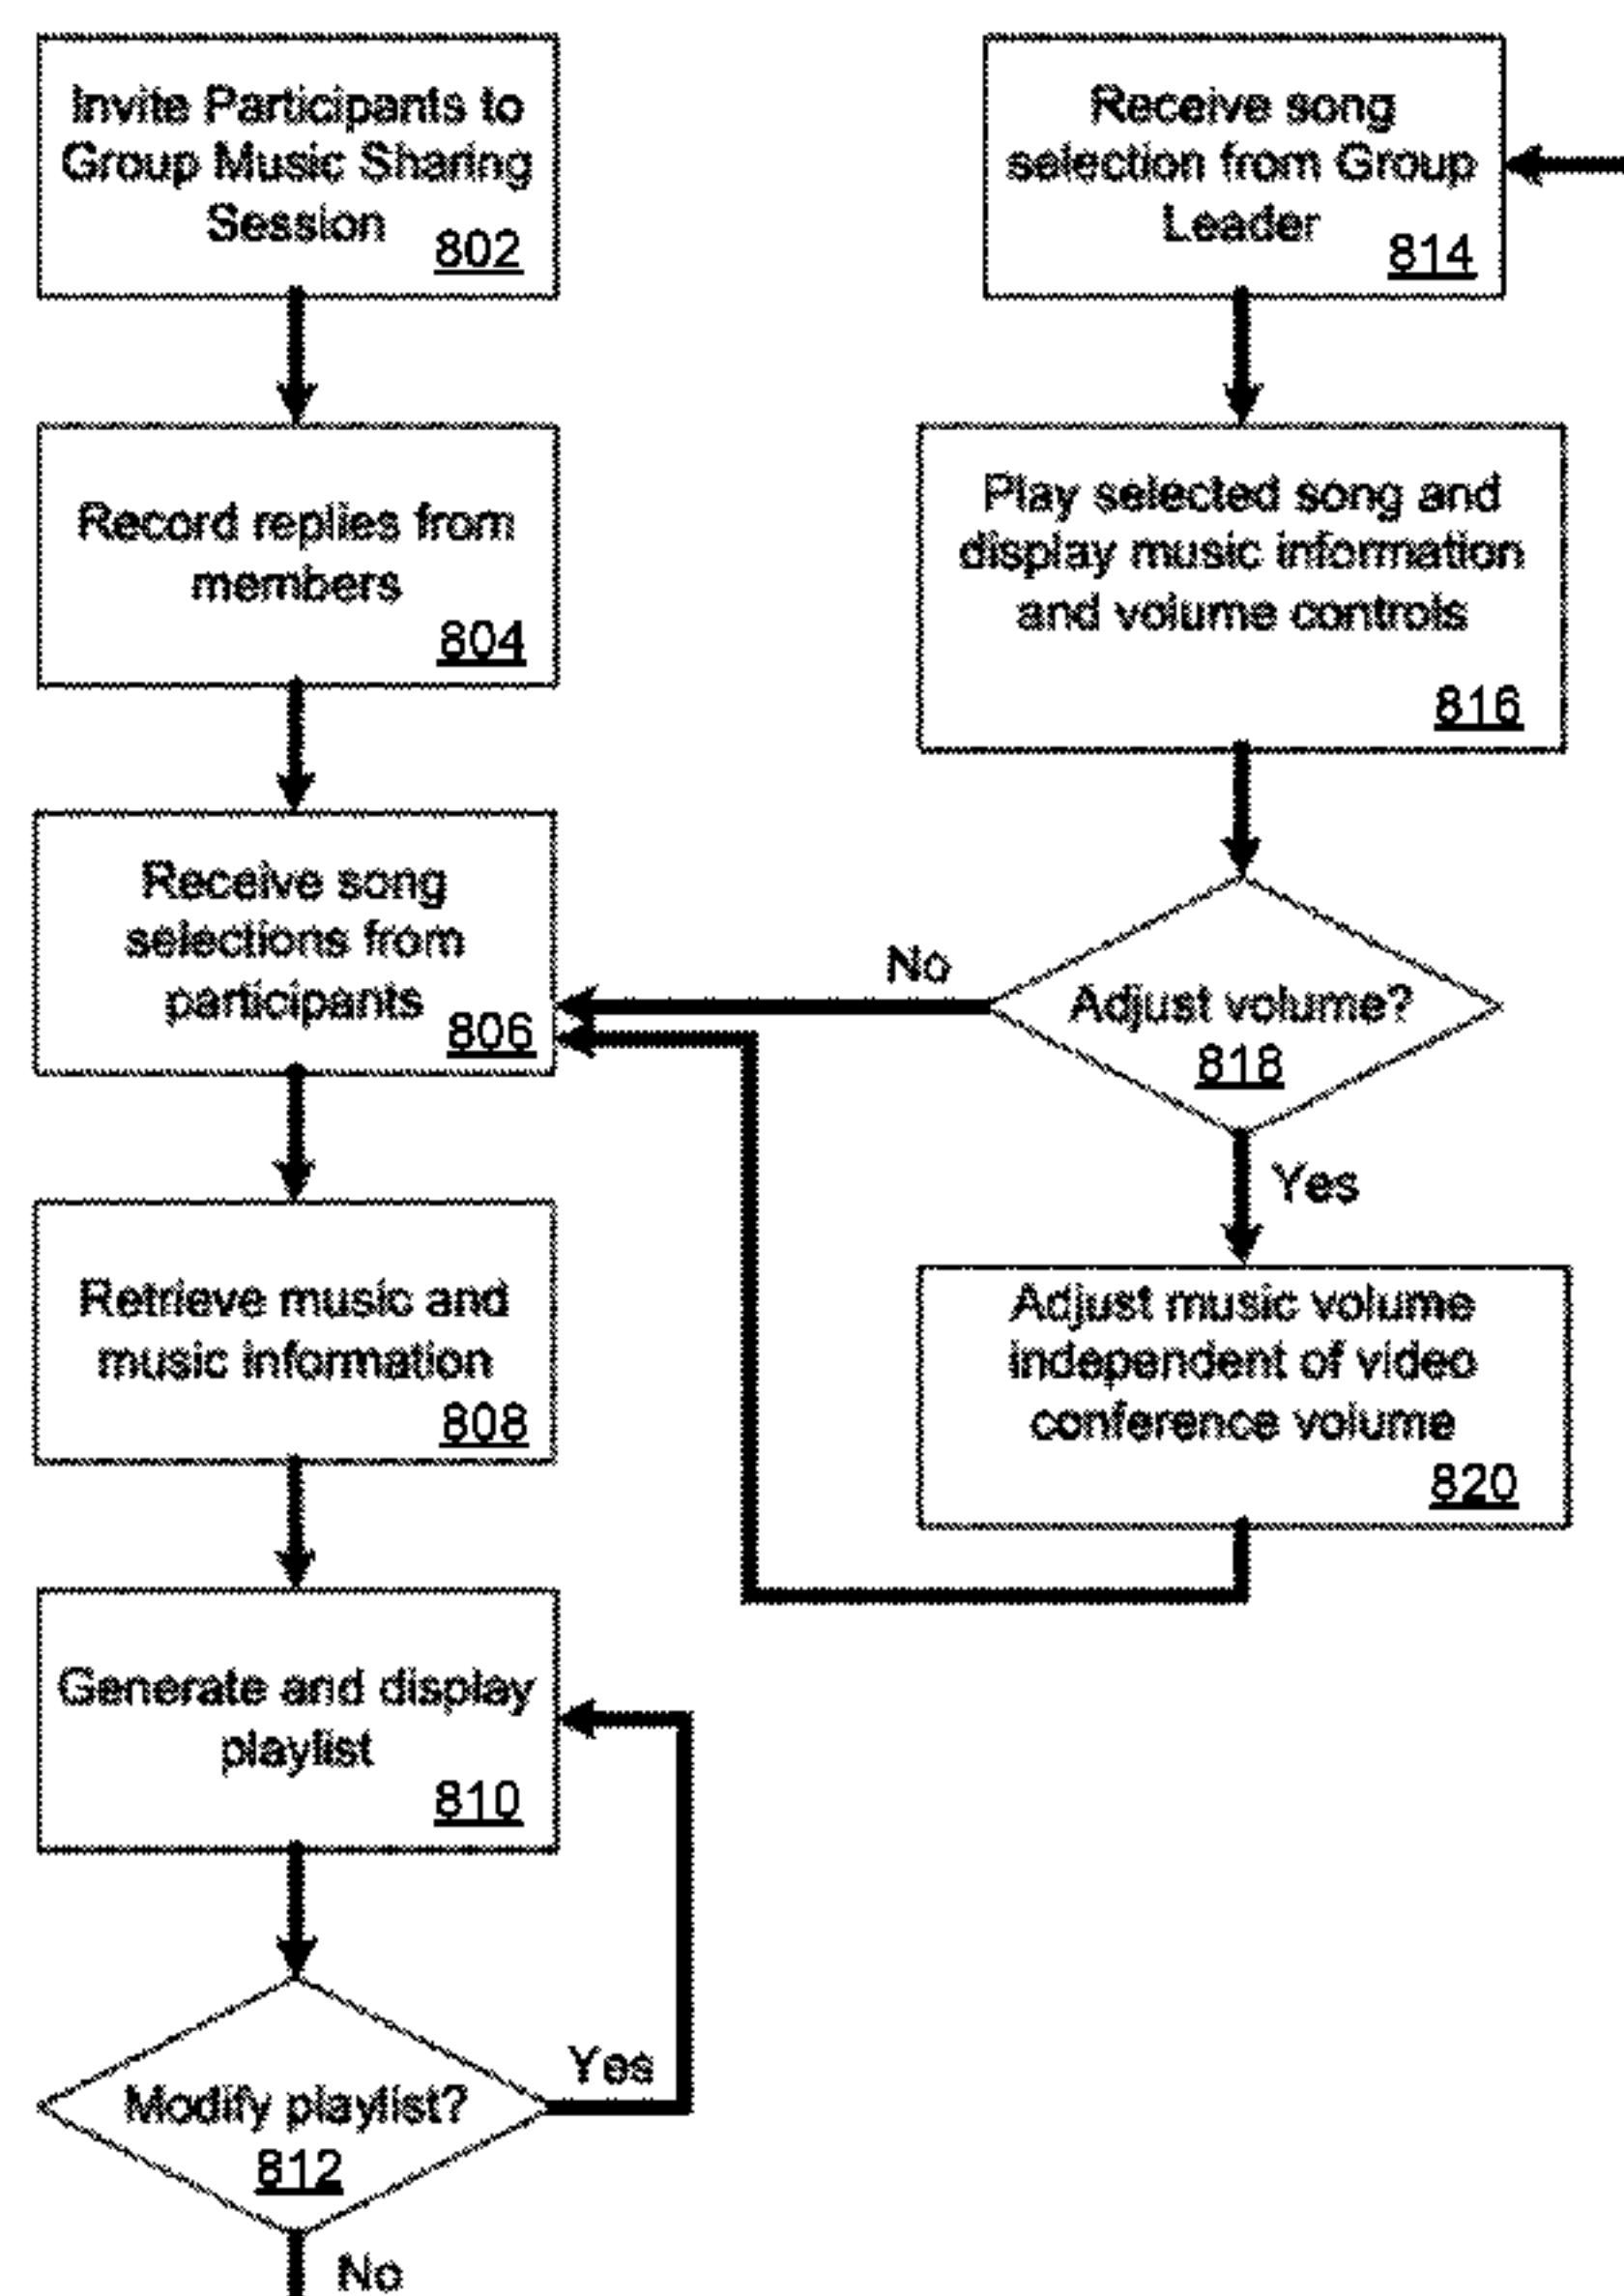 Invite Participants to
Group Music Sharing
Session
802
Record replies from
members
804
Receive song
selections from
participants
806
Retrieve music and
music information
808
Generate and display
playlist
810
Modify playlist?
812
Yes
No
Receive song
selection from Group
Leader
814
Play selected song and
display music information
and volume controls
816
Adjust volume?
818
No
Yes
Adjust music volume
independent of video
conference volume
820